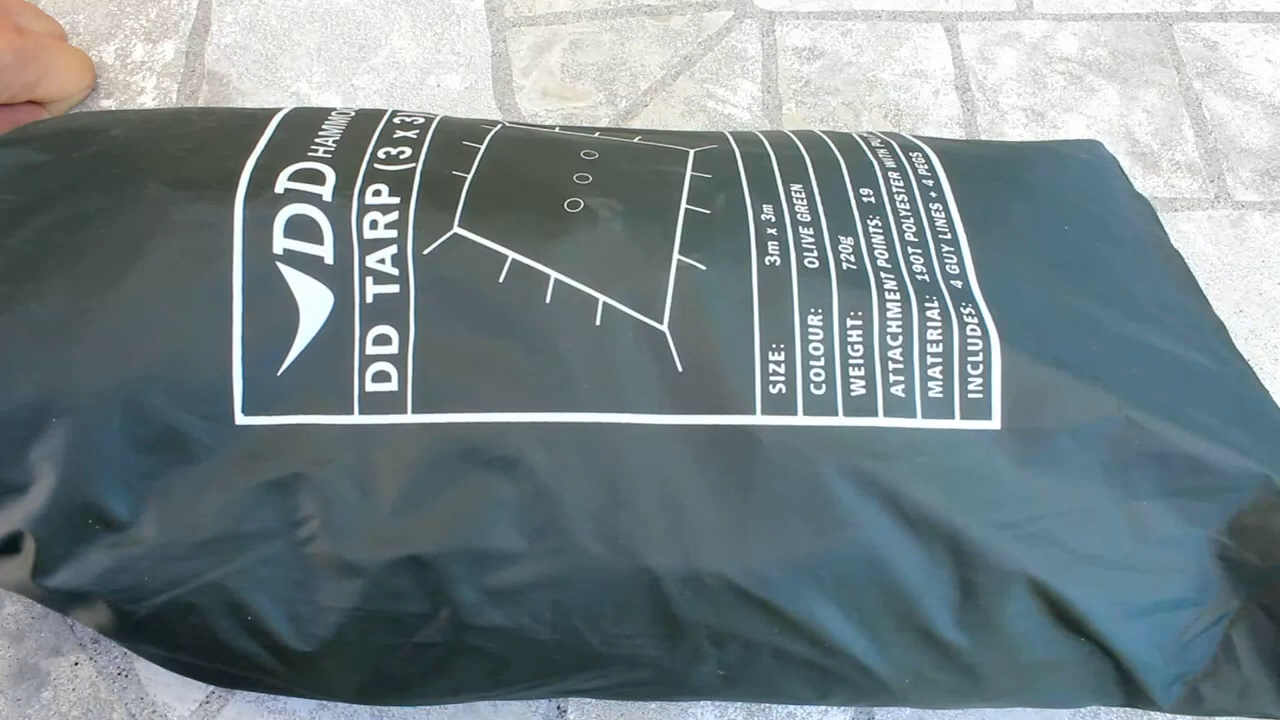 DD
DD TARP (3 x 3
SIZE: 3m x 3m
COLOUR: OLIVE GREEN
WEIGHT: 720g
ATTACHMENT POINTS: 19
MATERIAL: 190T POLYESTER WITH
INCLUDES: 4 GUY LINES + 4 PEGS